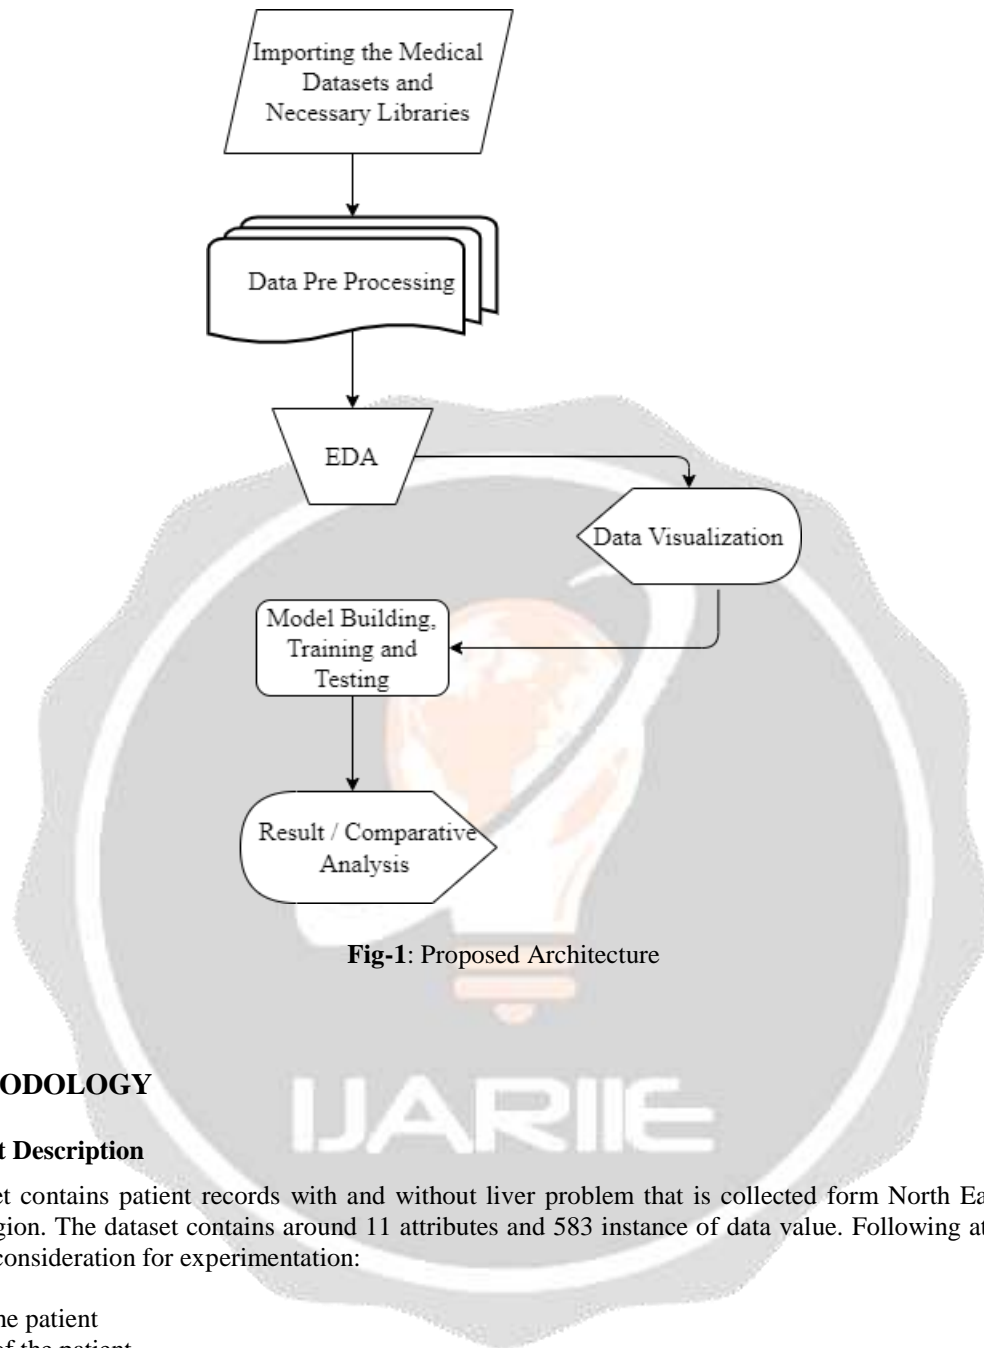 Importing the Medical
Datasets and
Necessary Libraries
Data Pre Processing
EDA
Data Visualization
Model Building,
Training and
Testing
Result / Comparative
Analysis
Fig-1: Proposed Architecture
IJARIIE
ODOLOGY
t Description
et contains patient records with and without liver problem that is collected form North Ea
gion. The dataset contains around 11 attributes and 583 instance of data value. Following at
consideration for experimentation:
he patient
of the patient